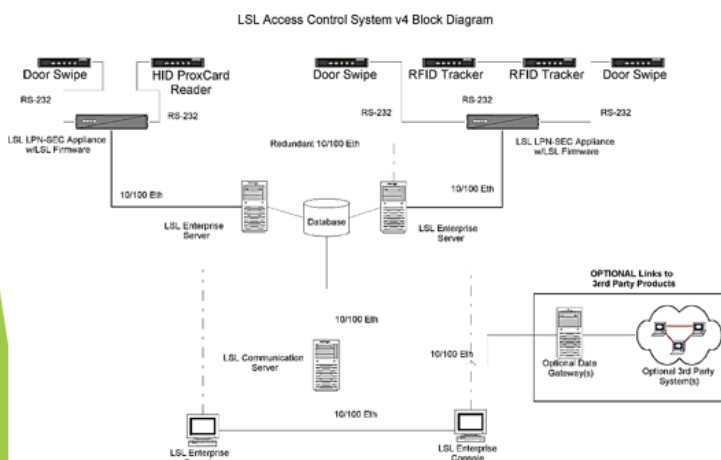 LSL Access Control System v4 Block Diagram
Door Swipe
HID ProxCard
Reader
Door Swipe
RFID Tracker
RFID Tracker
Door Swipe
RS-232
RS-232
RS-232
RS-232
RS-232
LSL LPN-SEC Appliance
w/LSL Firmware
Redundant 10/100 Eth
LSL LPN-SEC Appliance
w/LSL Firmware
10/100 Eth
10/100 Eth
LSL Enterprise
Server
Database
LSL Enterprise
Server
OPTIONAL Links to
3rrd Party Products
10/100 Eth
LSL Communication
Server
10/100 Eth
Optional Data
Gateway(s)
Optional 3rd Party
System(s)
10/100 Eth
LSL Enterprise
LSL Enterprise
Console